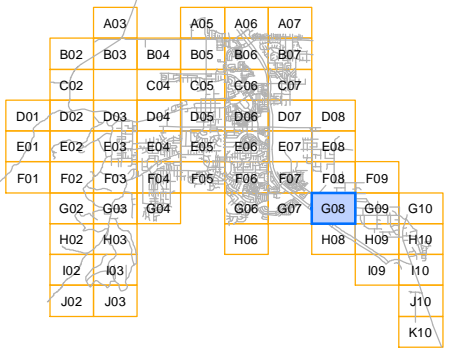 A03 A05 A06 A07
B02 B03 B04 B05 B06 B07
C02 C04 C05 C06 C07
D01 D02 D03 D04 D05 D06 D07 D08
E01 E02 E03 E04 E05 E06 E07 E08
F01 F02 F03 F04 F05 F06 F07 F08 F09
G02 G03 G04 G06 G07 G08 G09 G10
H02 H03 H06 H08 H09 H10
I02 I03 I09 I10
J02 J03 J10
K10